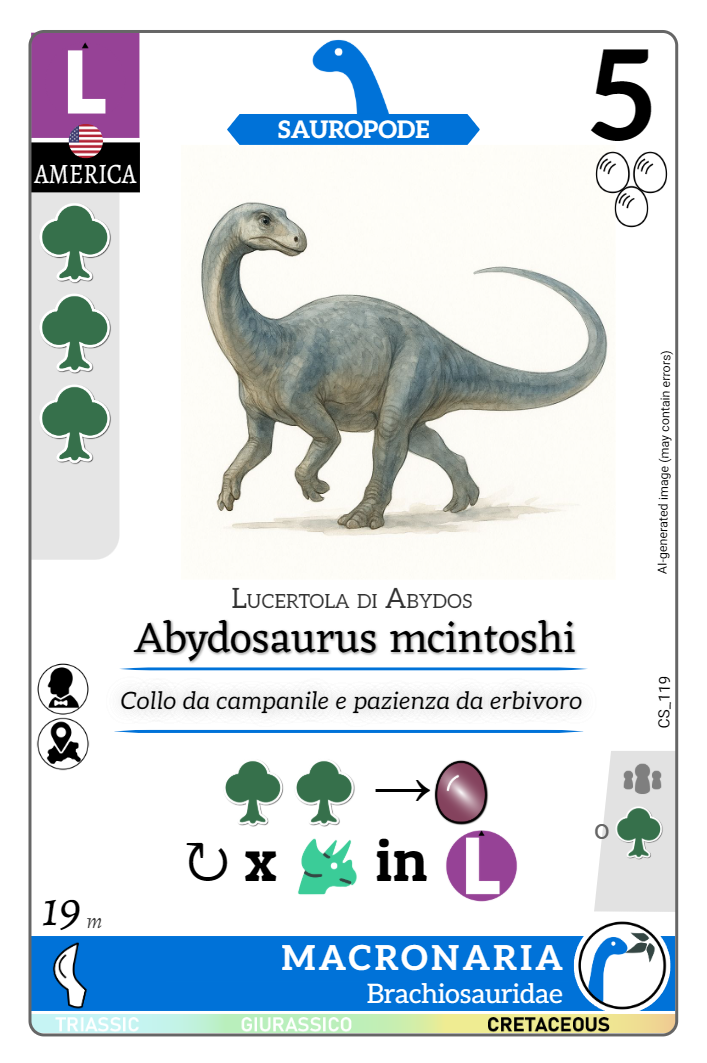 L
AMERICA
SAUROPODE
5
AI-generated image (may contain errors)
LUCERTOLA DI ABYDOS
Abydosaurus mcintoshi
Collo da campanile e pazienza da erbivoro
CS_119
→
↻ x in L
o
19 m
MACRONARIA
Brachiosauridae
TRIASSIC GIURASSICO CRETACEOUS